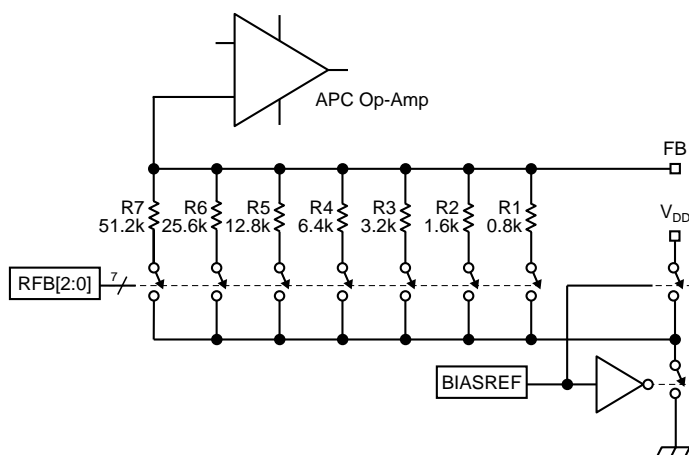 APC Op-Amp
FB
R7
51.2k
R6
25.6k
R5
12.8k
R4
6.4k
R3
3.2k
R2
1.6k
R1
0.8k
VDD
RFB[2:0]
7
BIASREF